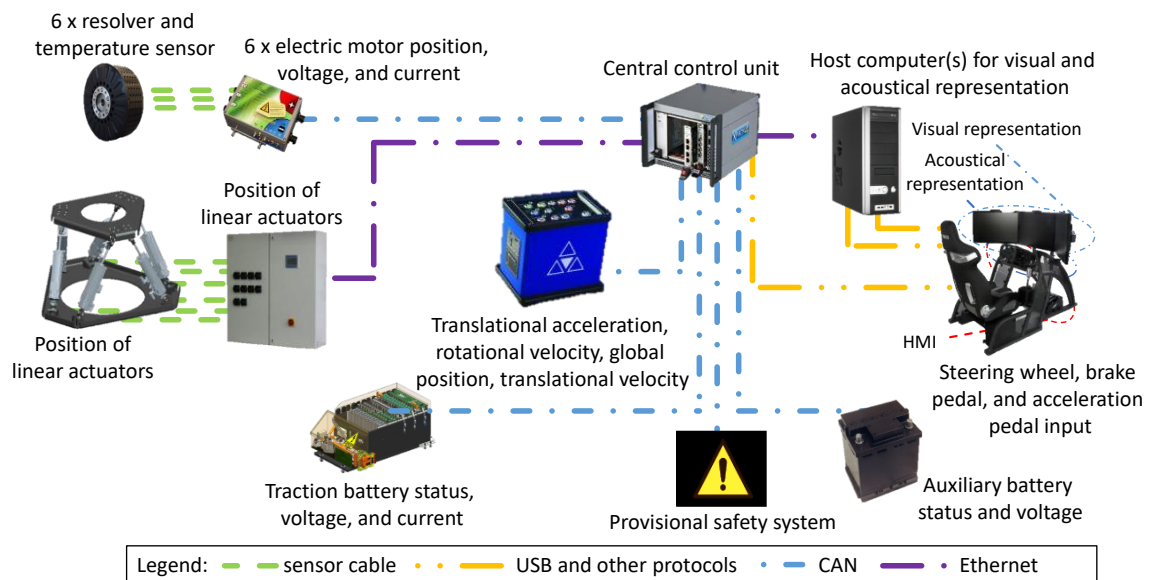 6 x resolver and
temperature sensor
6 x electric motor position,
voltage, and current
Central control unit
Host computer(s) for visual and
acoustical representation
Visual representation
Acoustical
representation
Position of
linear actuators
Position of
linear actuators
Translational acceleration,
rotational velocity, global
position, translational velocity
HMI
Steering wheel, brake
pedal, and acceleration
pedal input
Traction battery status,
voltage, and current
Provisional safety system
Auxiliary battery
status and voltage
Legend: sensor cable USB and other protocols CAN Ethernet